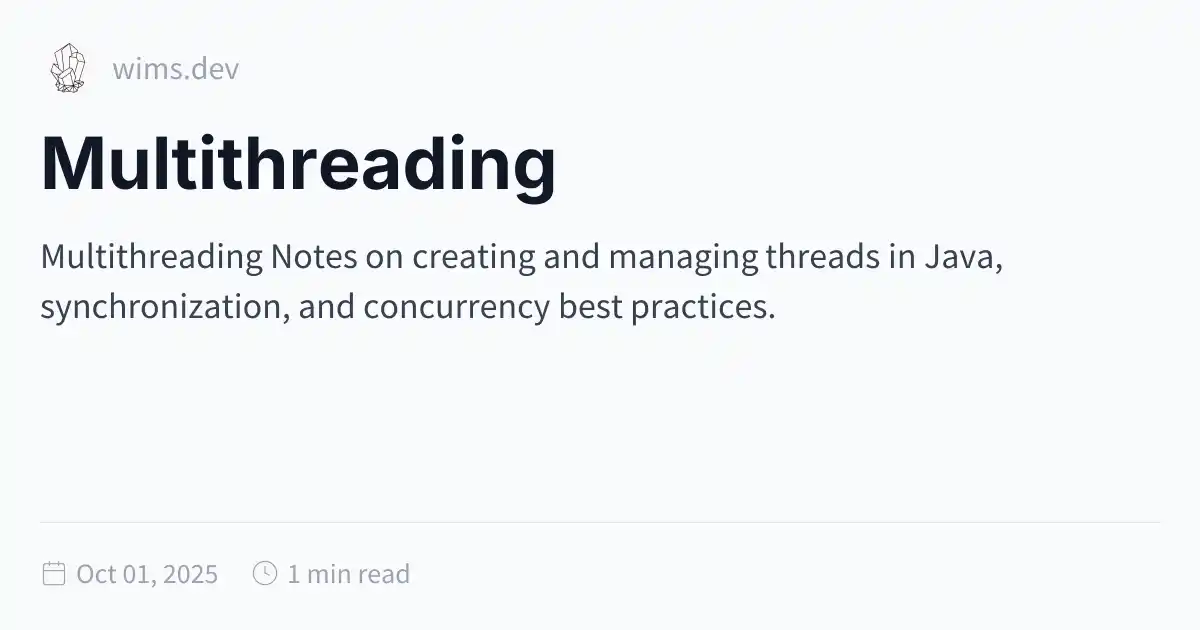 wims.dev
Multithreading
Multithreading Notes on creating and managing threads in Java,
synchronization, and concurrency best practices.
Oct 01, 2025 1 min read